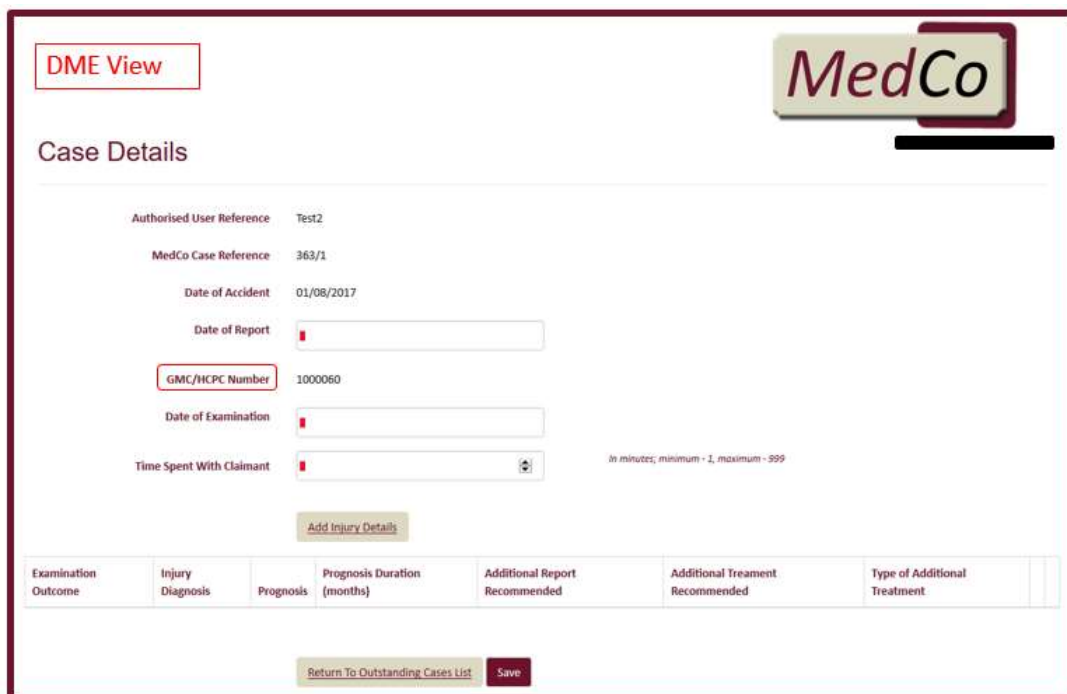 DME View
MedCo
Case Details
Authorised User Reference Test2
MedCo Case Reference 363/1
Date of Accident 01/08/2017
Date of Report
GMC/HCPC Number 1000060
Date of Examination
Time Spent With Claimant In minutes; minimum - 1, maximum - 999
Add Injury Details
Examination Outcome Injury Diagnosis Prognosis Prognosis Duration (months) Additional Report Recommended Additional Treament Recommended Type of Additional Treatment
Return To Outstanding Cases List Save